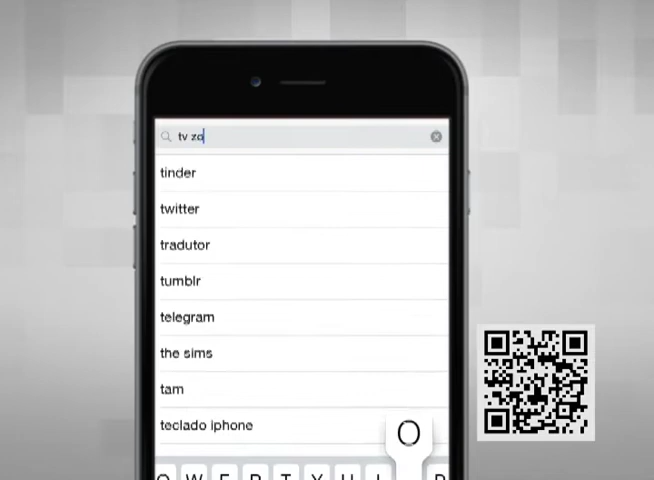 tv zo
tinder
twitter
tradutor
tumblr
telegram
the sims
tam
teclado iphone
O
Q W E R T Y U I P